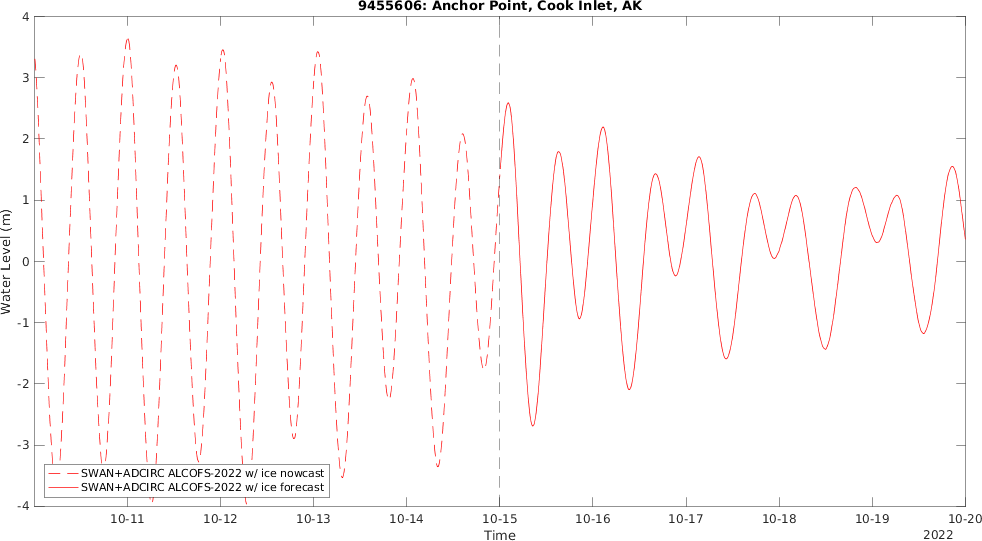 9455606: Anchor Point, Cook Inlet, AK
Water Level (m)
4
3
2
1
0
-1
-2
-3
-4
SWAN+ADCIRC ALCOFS-2022 w/ ice nowcast
SWAN+ADCIRC ALCOFS-2022 w/ ice forecast
10-11 10-12 10-13 10-14 10-15 10-16 10-17 10-18 10-19 10-20
Time
2022